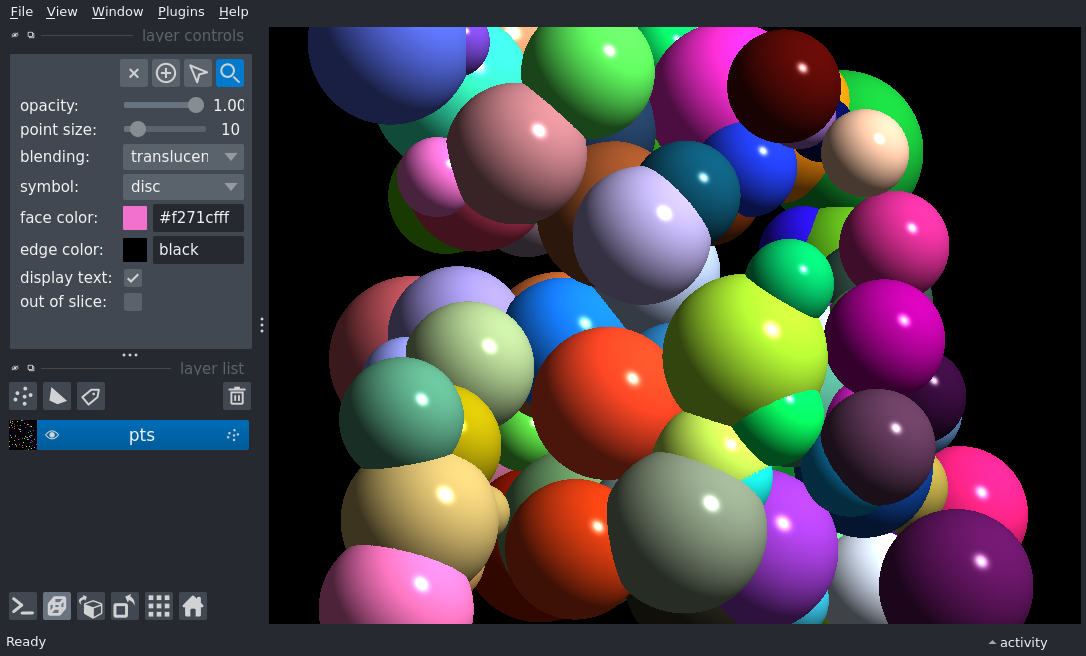 File View Window Plugins Help
layer controls
opacity: 1.00
point size: 10
blending: translucen
symbol: disc
face color: #f271cfff
edge color: black
display text:
out of slice:
layer list
pts
Ready
activity